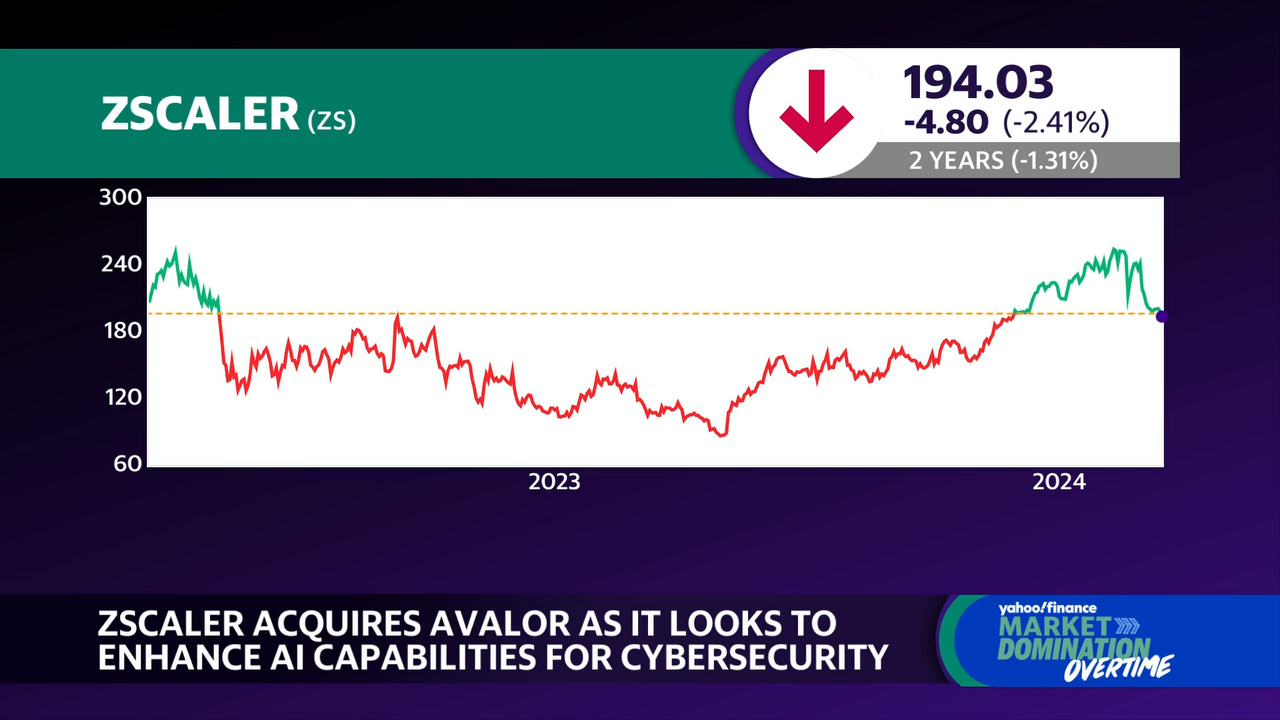 ZSCALER (ZS)
194.03
-4.80 (-2.41%)
2 YEARS (-1.31%)
300
240
180
120
60
2023
2024
ZSCALER ACQUIRES AVALOR AS IT LOOKS TO
ENHANCE AI CAPABILITIES FOR CYBERSECURITY
yahoo!finance
MARKET
DOMINATION
OVERTIME